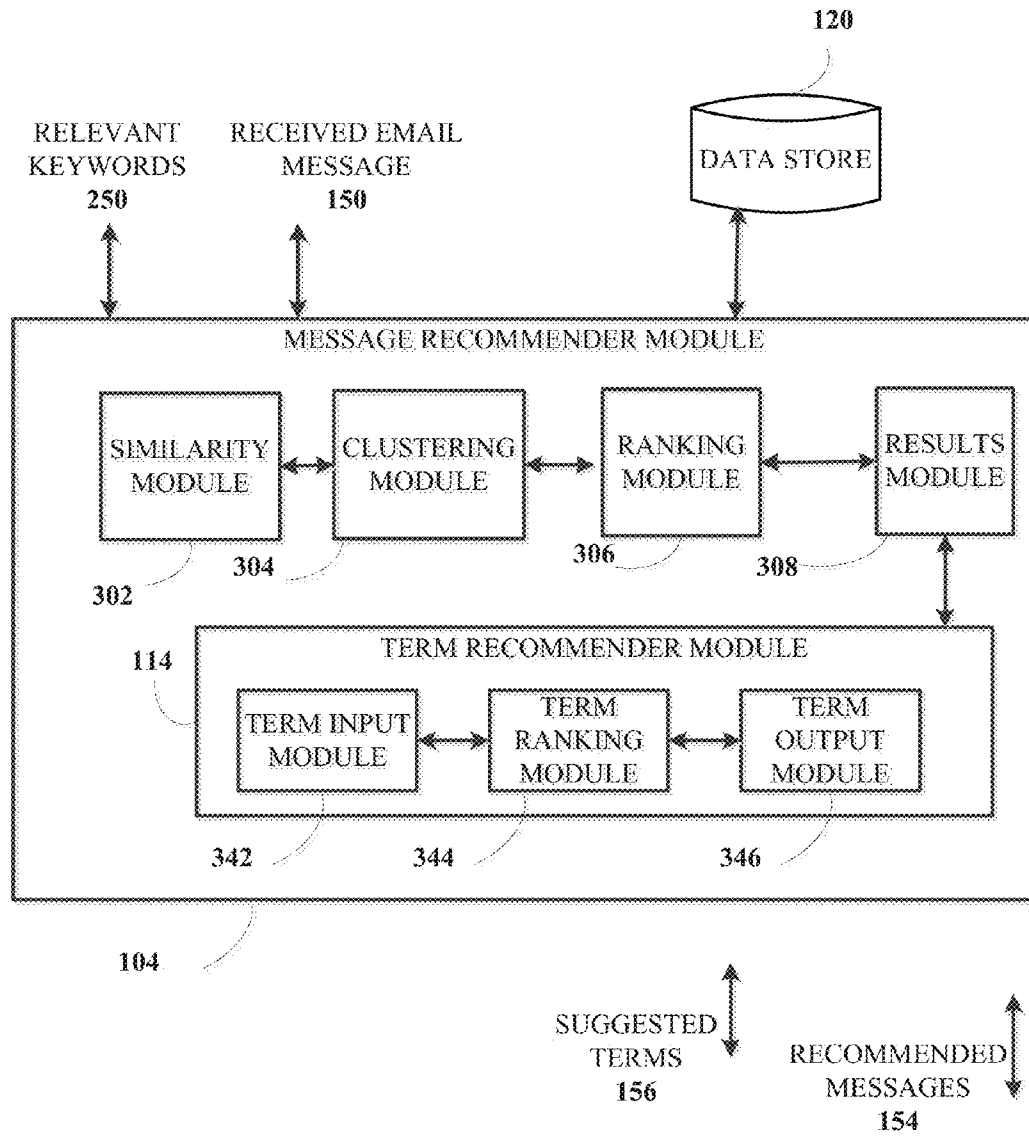 120
RELEVANT
KEYWORDS
250
RECEIVED EMAIL
MESSAGE
150
DATA STORE
MESSAGE RECOMMENDER MODULE
SIMILARITY
MODULE
CLUSTERING
MODULE
RANKING
MODULE
RESULTS
MODULE
302
304
306
308
TERM RECOMMENDER MODULE
114
TERM INPUT
MODULE
TERM
RANKING
MODULE
TERM
OUTPUT
MODULE
342
344
346
104
SUGGESTED
TERMS
156
RECOMMENDED
MESSAGES
154